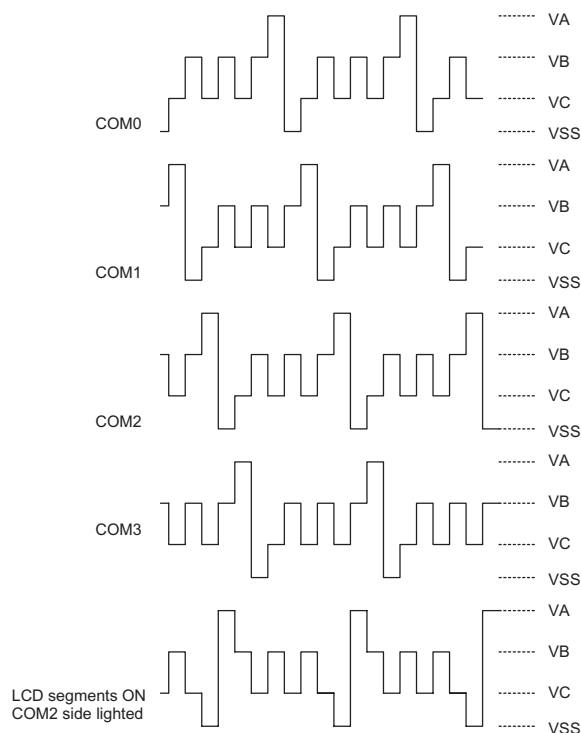 VA
VB
VC
COM0
VSS
VA
VB
VC
COM1
VSS
VA
VB
VC
COM2
VSS
VA
VB
COM3
VC
VSS
VA
VB
LCD segments ON
VC
COM2 side lighted
VSS